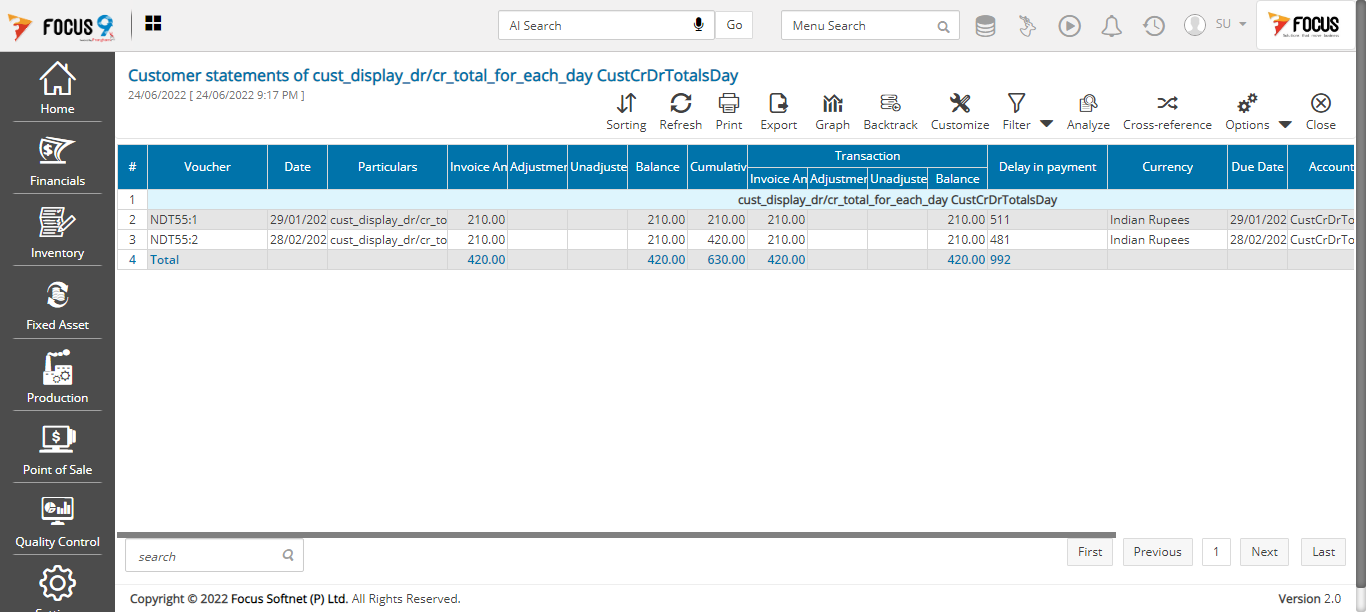 FOCUS 9
AI Search
Go
Menu Search
SU
FOCUS
Home
Financials
Inventory
Fixed Asset
Production
Point of Sale
Quality Control
Customer statements of cust_display_dr/cr_total_for_each_day CustCrDrTotalsDay
24/06/2022 [ 24/06/2022 9:17 PM ]
Sorting Refresh Print Export Graph Backtrack Customize Filter Analyze Cross-reference Options Close
# Voucher Date Particulars Invoice An Adjustmer Unadjuste Balance Cumulativ Transaction Delay in payment Currency Due Date Account
Invoice An Adjustmer Unadjuste Balance
1 cust_display_dr/cr_total_for_each_day CustCrDrTotalsDay
2 NDT55:1 29/01/202 cust_display_dr/cr_to 210.00 210.00 210.00 210.00 210.00 511 Indian Rupees 29/01/202 CustCrDrTo
3 NDT55:2 28/02/202 cust_display_dr/cr_to 210.00 210.00 420.00 210.00 210.00 481 Indian Rupees 28/02/202 CustCrDrTo
4 Total 420.00 420.00 630.00 420.00 420.00 992
search
First Previous 1 Next Last
Copyright © 2022 Focus Softnet (P) Ltd. All Rights Reserved.
Version 2.0